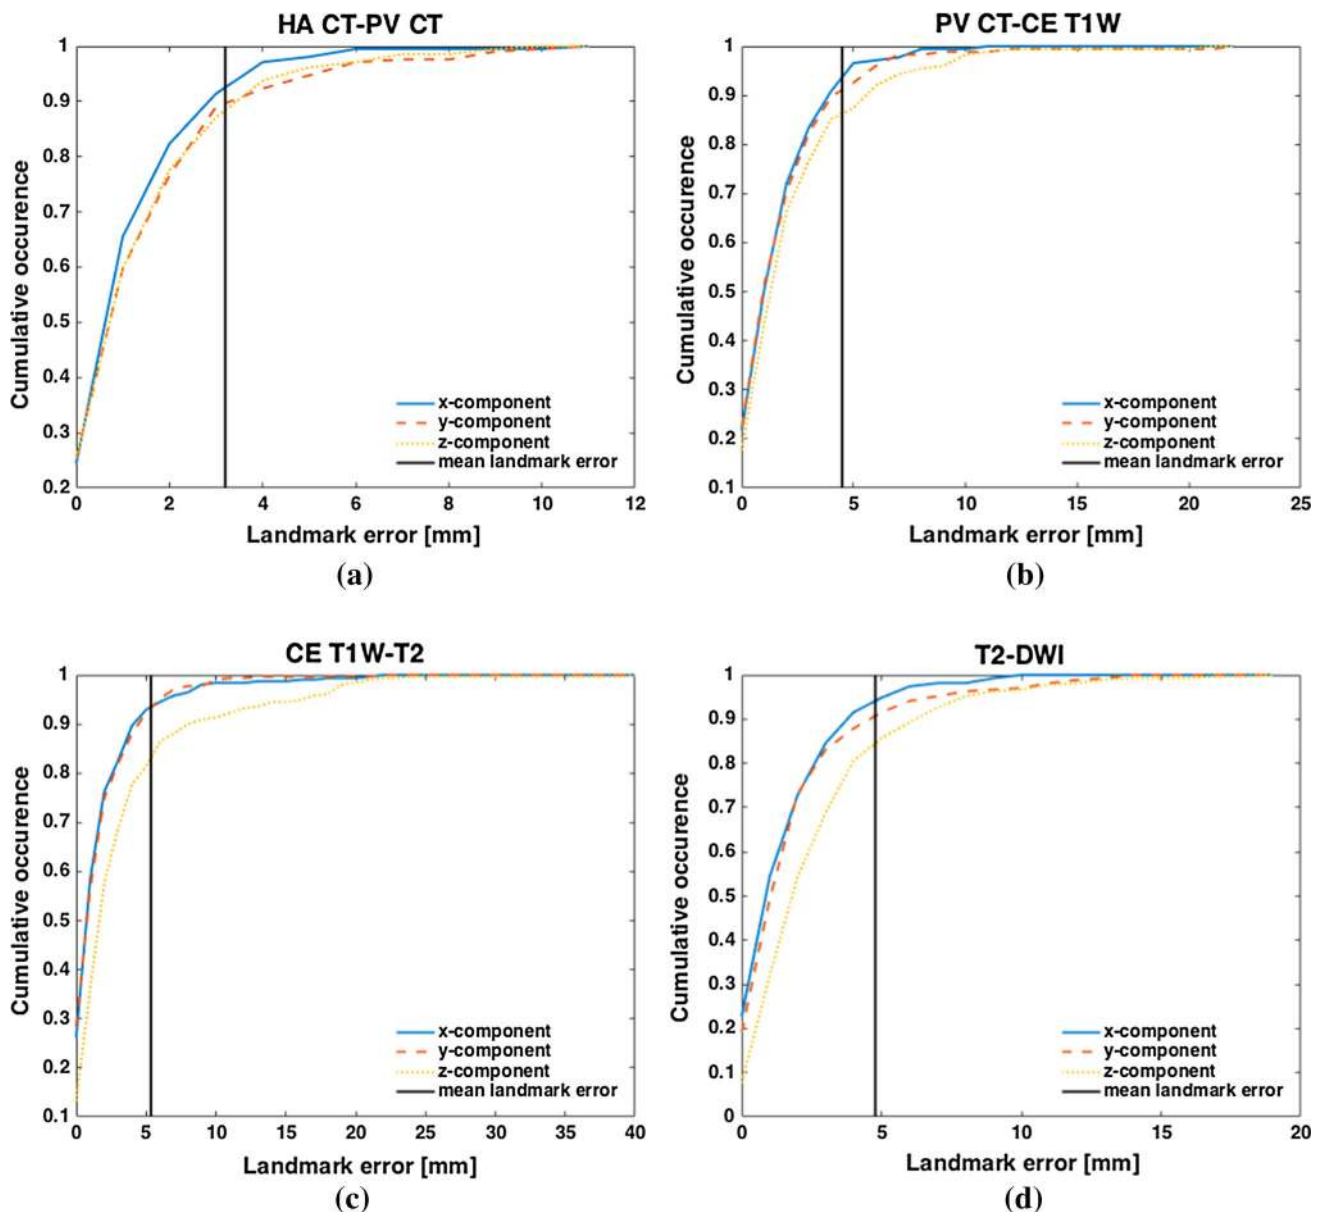 HA CT-PV CT
Cumulative occurence
1
0.9
0.8
0.7
0.6
0.5
0.4
0.3
0.2
x-component
y-component
z-component
mean landmark error
0 2 4 6 8 10 12
Landmark error [mm]
(a)
PV CT-CE T1W
Cumulative occurence
1
0.9
0.8
0.7
0.6
0.5
0.4
0.3
0.2
0.1
x-component
y-component
z-component
mean landmark error
0 5 10 15 20 25
Landmark error [mm]
(b)
CE T1W-T2
Cumulative occurence
1
0.9
0.8
0.7
0.6
0.5
0.4
0.3
0.2
0.1
x-component
y-component
z-component
mean landmark error
0 5 10 15 20 25 30 35 40
Landmark error [mm]
(c)
T2-DWI
Cumulative occurence
1
0.9
0.8
0.7
0.6
0.5
0.4
0.3
0.2
0.1
0
x-component
y-component
z-component
mean landmark error
0 5 10 15 20
Landmark error [mm]
(d)